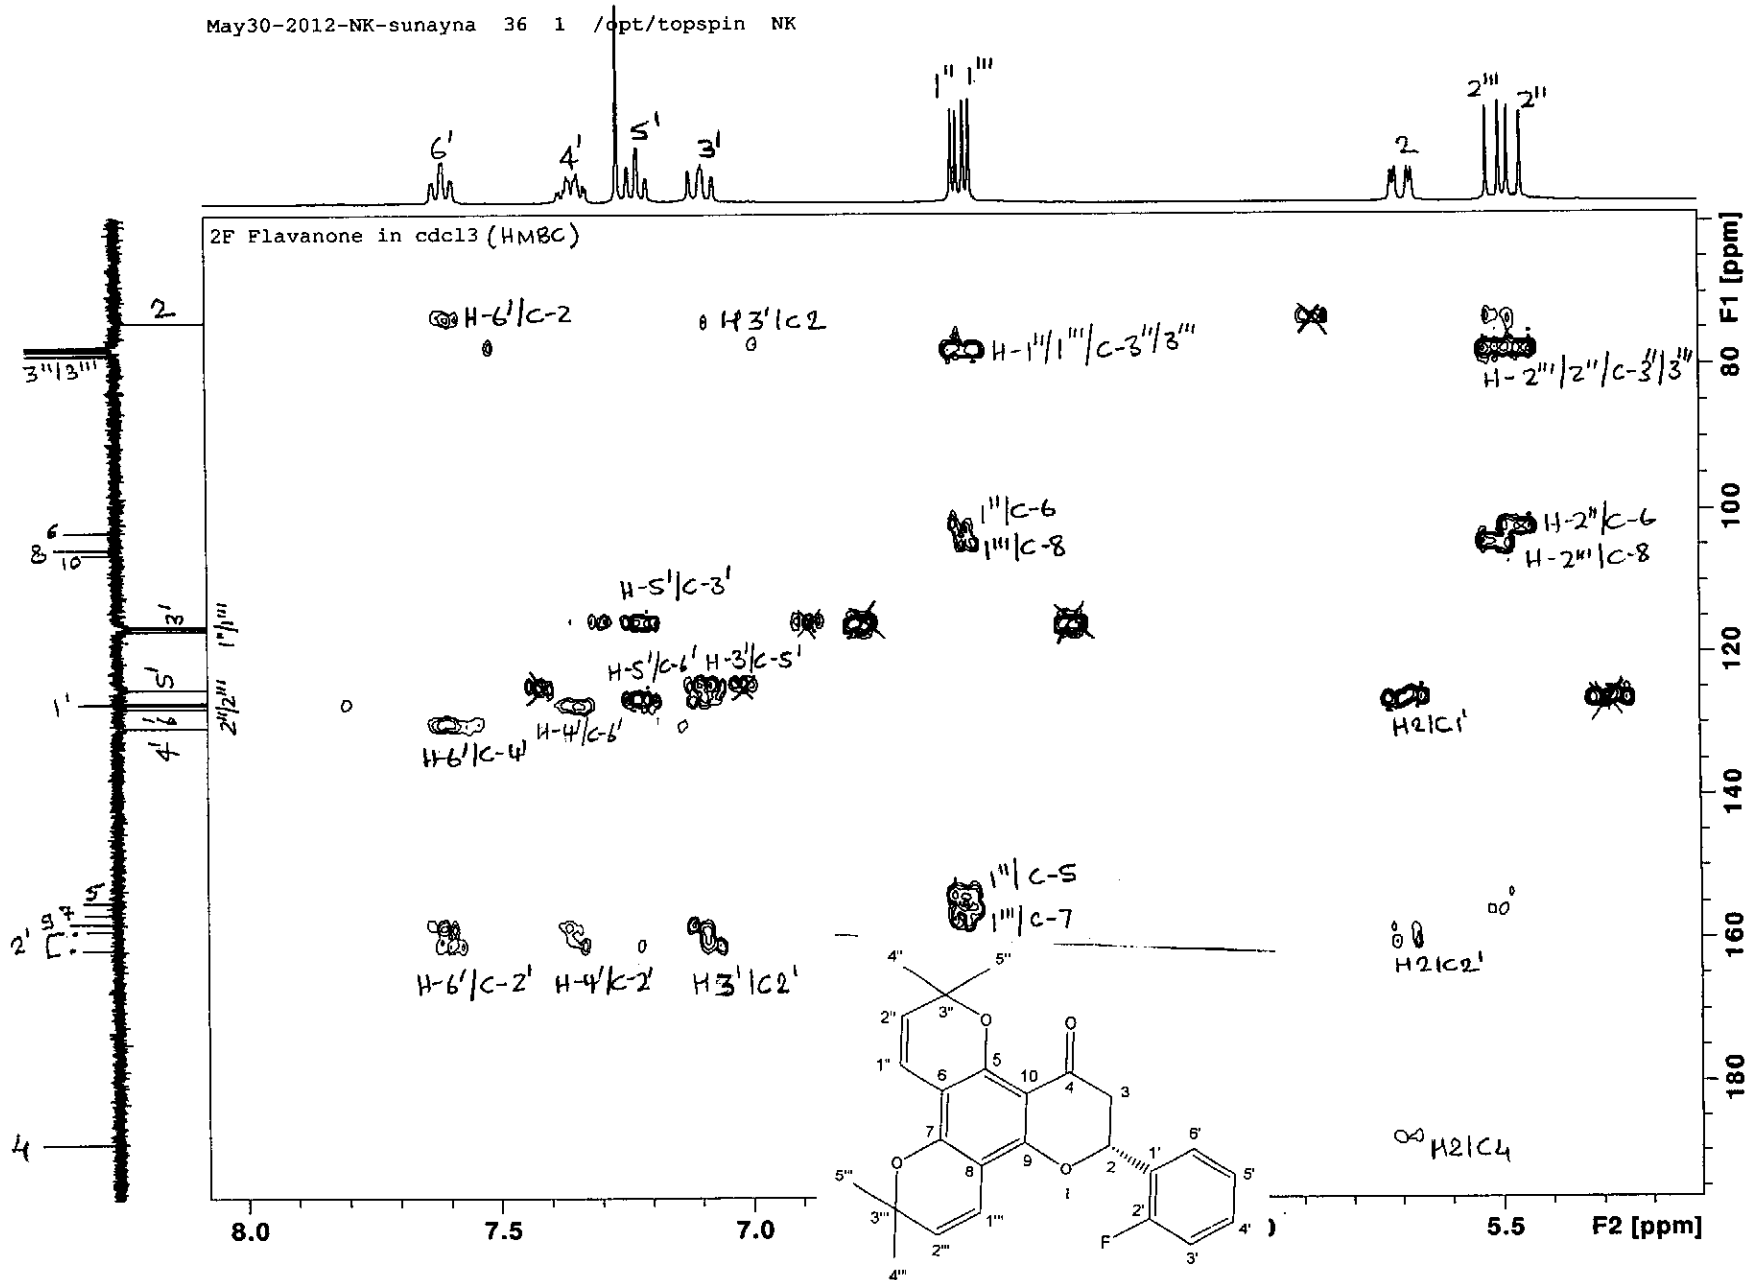 May30-2012-NK-sunayna 36 1 /opt/topspin NK
1" 1'''
2''' 2"
6' 4' 5' 3' 2
2F Flavanone in cdcl3 (HMBC)
F1 [ppm]
2
H-6'/C-2
H3'/C2
3"/3'''
H-1"/1'''/C-3"/3'''
H-2'''/2"/C-3"/3'''
80
6
8
10
1"/C-6
1'''/C-8
H-2"/C-6
H-2'''/C-8
100
H-5'/C-3'
3'
1"/1'''
H-5'/C-6'
H-3'/C-5'
120
5'
1'
6'
4'
2"/2'''
H-6'/C-4'
H-4'/C-6'
H2/C1'
140
5
9 7
2'
1"/C-5
1'''/C-7
160
H-6'/C-2'
H-4'/C-2'
H3'/C2'
H2/C2'
4" 5"
3"
2"
O
O
1"
5
10
4
3
6
180
4
H2/C4
7
9
2
1'
6'
O
8
O
1
5'
5'''
3'''
1'''
2'
4'
2'''
F
3'
4'''
8.0 7.5 7.0 5.5 F2 [ppm]